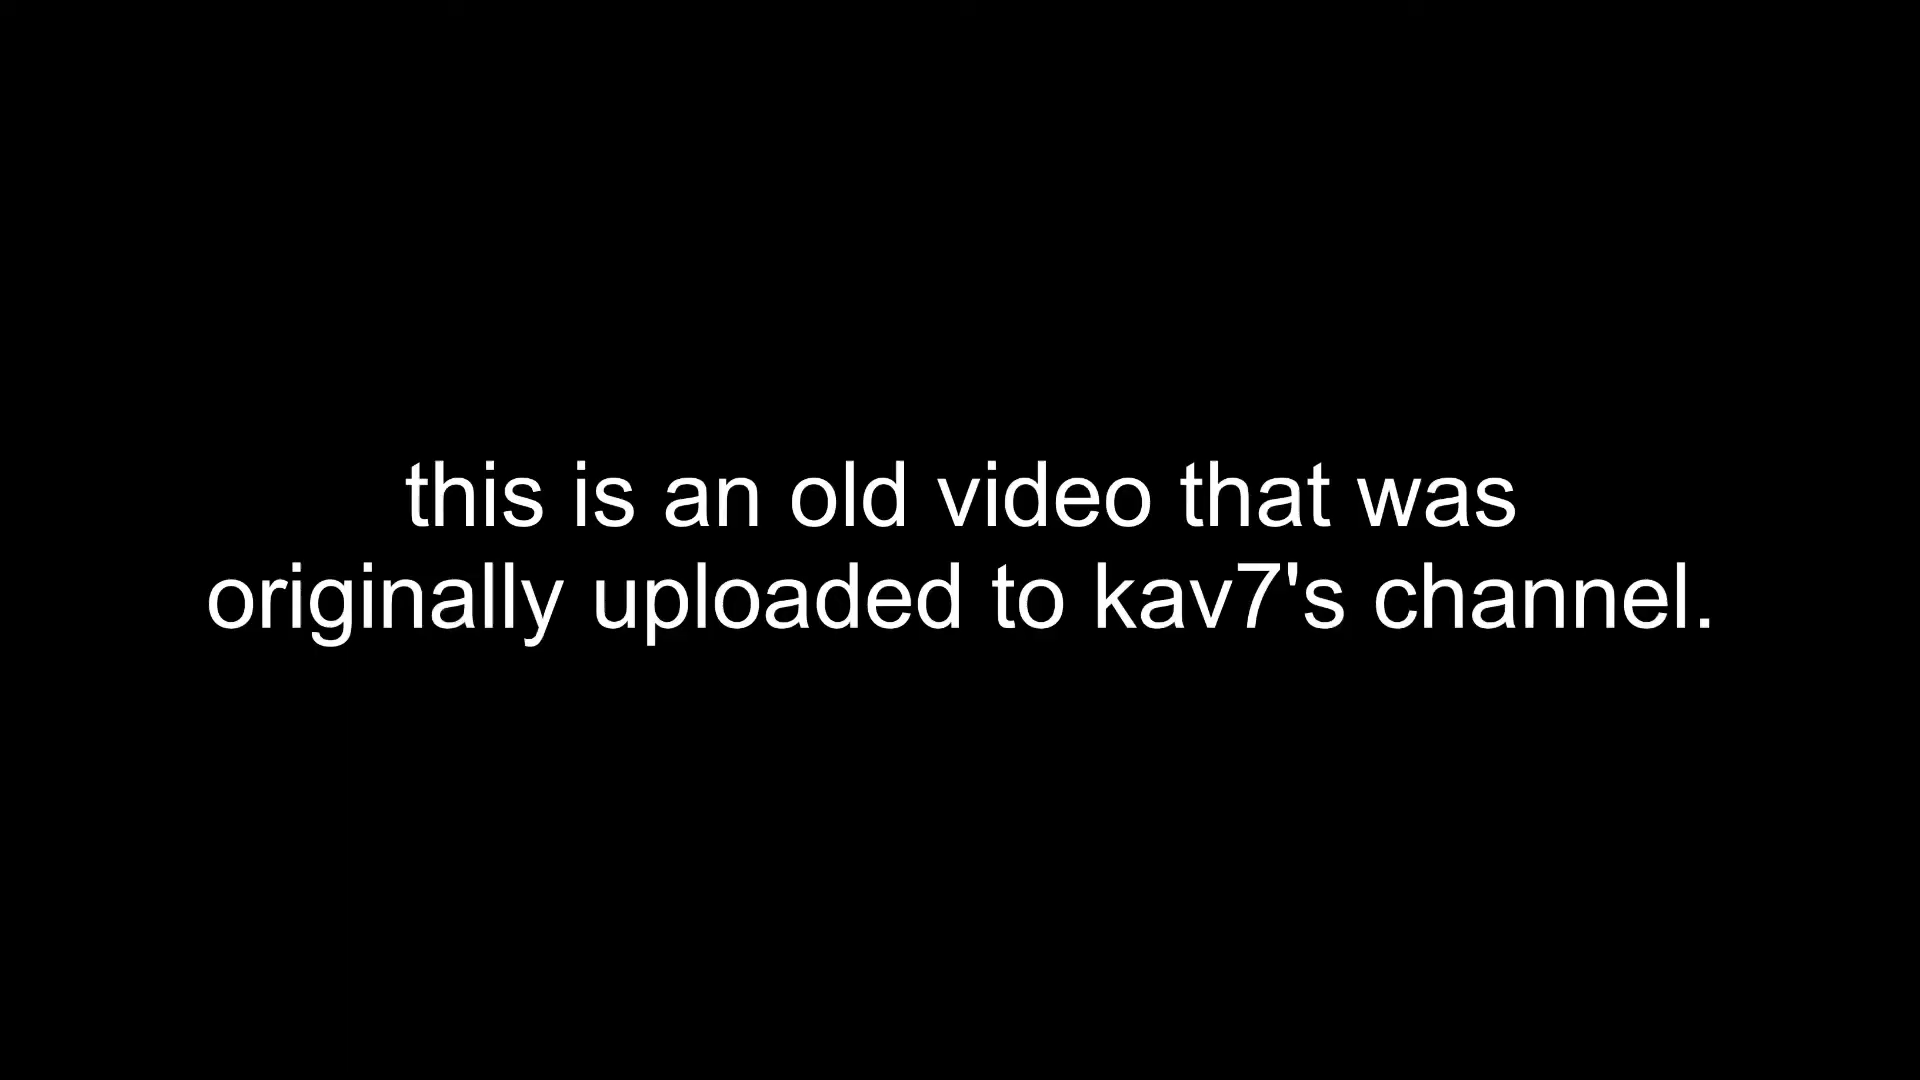 this is an old video that was
originally uploaded to kav7's channel.